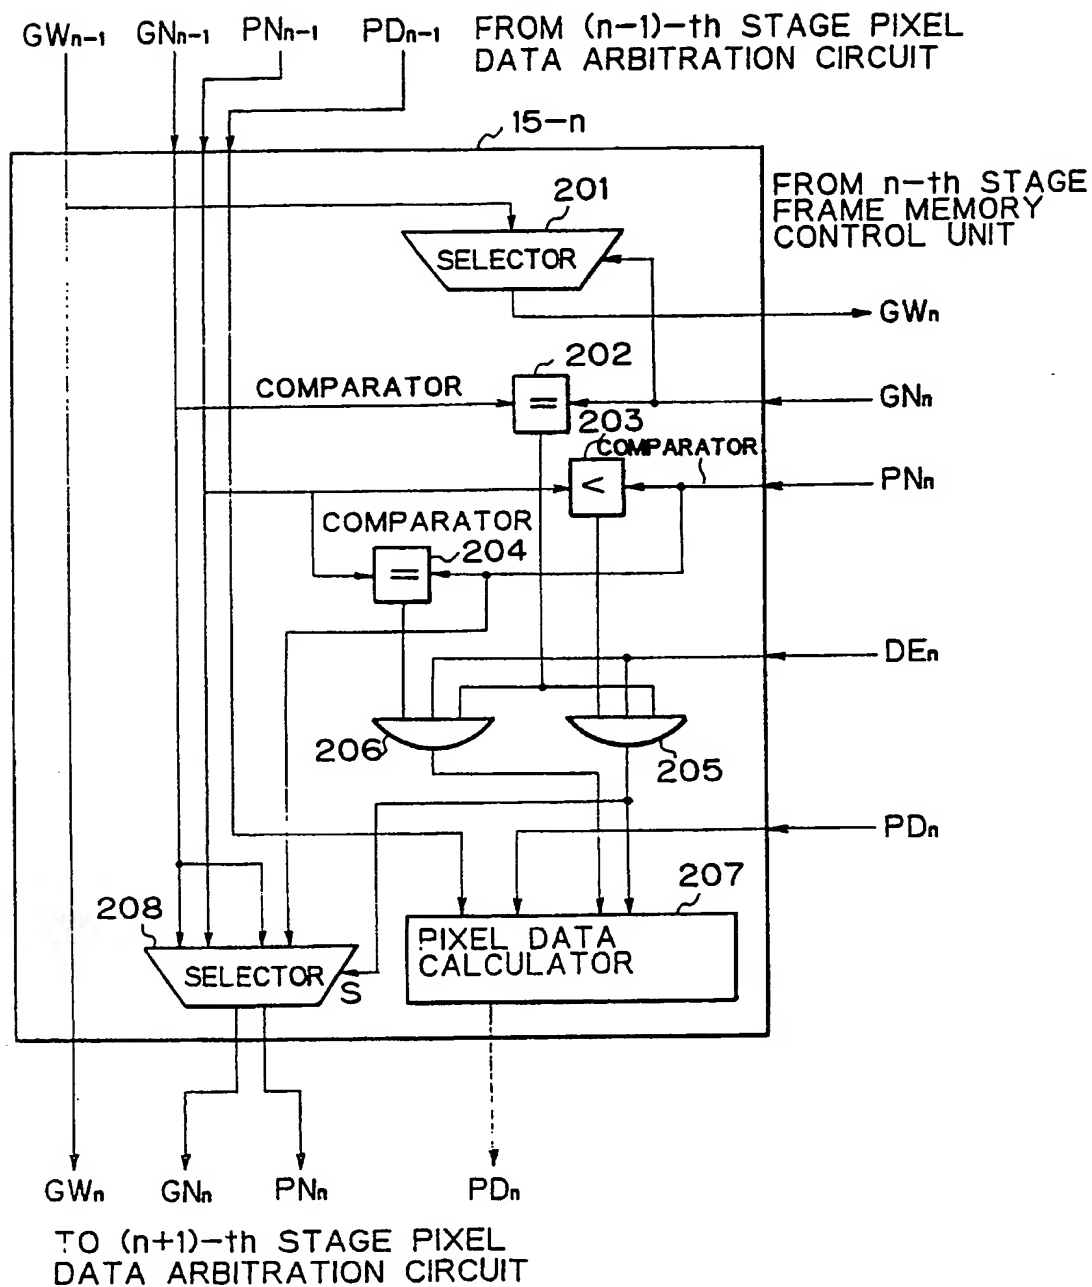 GWn-1 GNn-1 PNn-1 PDn-1 FROM (n-1)-th STAGE PIXEL
DATA ARBITRATION CIRCUIT
15-n
FROM n-th STAGE
FRAME MEMORY
CONTROL UNIT
201
SELECTOR
GWn
202
COMPARATOR
=
GNn
203
COMPARATOR
<
PNn
COMPARATOR
204
=
DEn
206
205
PDn
207
208
PIXEL DATA
CALCULATOR
SELECTOR
S
GWn GNn PNn PDn
TO (n+1)-th STAGE PIXEL
DATA ARBITRATION CIRCUIT